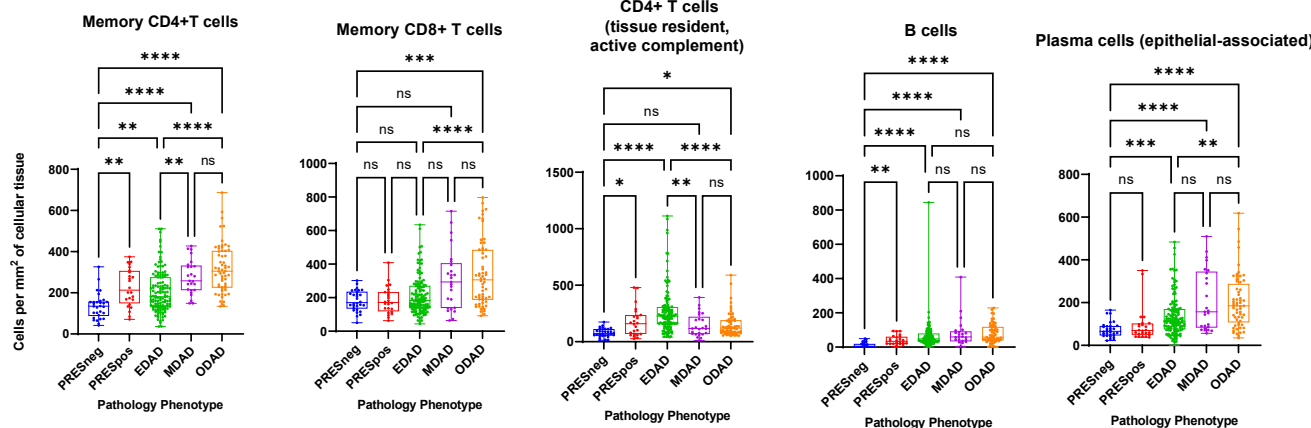 Memory CD4+T cells
****
****
**
****
**
**
ns
Cells per mm2 of cellular tissue
800
600
400
200
0
PRESneg
PRESpos
EDAD
MDAD
ODAD
Pathology Phenotype
Memory CD8+ T cells
***
ns
ns
****
ns
ns
ns
ns
1000
800
600
400
200
0
PRESneg
PRESpos
EDAD
MDAD
ODAD
Pathology Phenotype
CD4+ T cells
(tissue resident,
active complement)
*
ns
****
****
*
**
ns
1500
1000
500
0
PRESneg
PRESpos
EDAD
MDAD
ODAD
Pathology Phenotype
B cells
****
****
****
ns
**
ns
ns
1000
800
600
400
200
0
PRESneg
PRESpos
EDAD
MDAD
ODAD
Pathology Phenotype
Plasma cells (epithelial-associated)
****
****
***
**
ns
ns
ns
800
600
400
200
0
PRESneg
PRESpos
EDAD
MDAD
ODAD
Pathology Phenotype